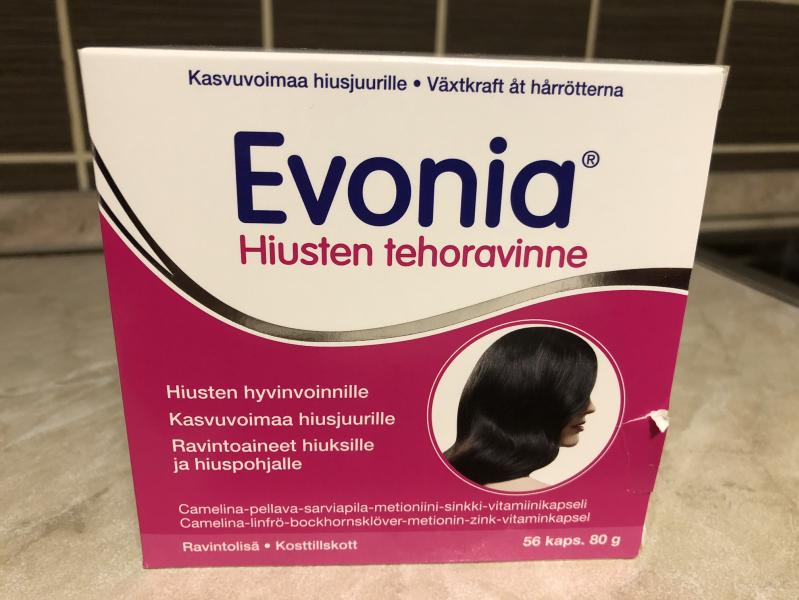 Kasvuvoimaa hiusjuurille • Växtkraft åt hårrötterna
Evonia®
Hiusten tehoravinne
Hiusten hyvinvoinnille
Kasvuvoimaa hiusjuurille
Ravintoaineet hiuksille
ja hiuspohjalle
Camelina-pellava-sarviapila-metioniini-sinkki-vitamiinikapseli
Camelina-linfrö-bockhornsklöver-metionin-zink-vitaminkapsel
Ravintolisä • Kosttillskott
56 kaps. 80 g